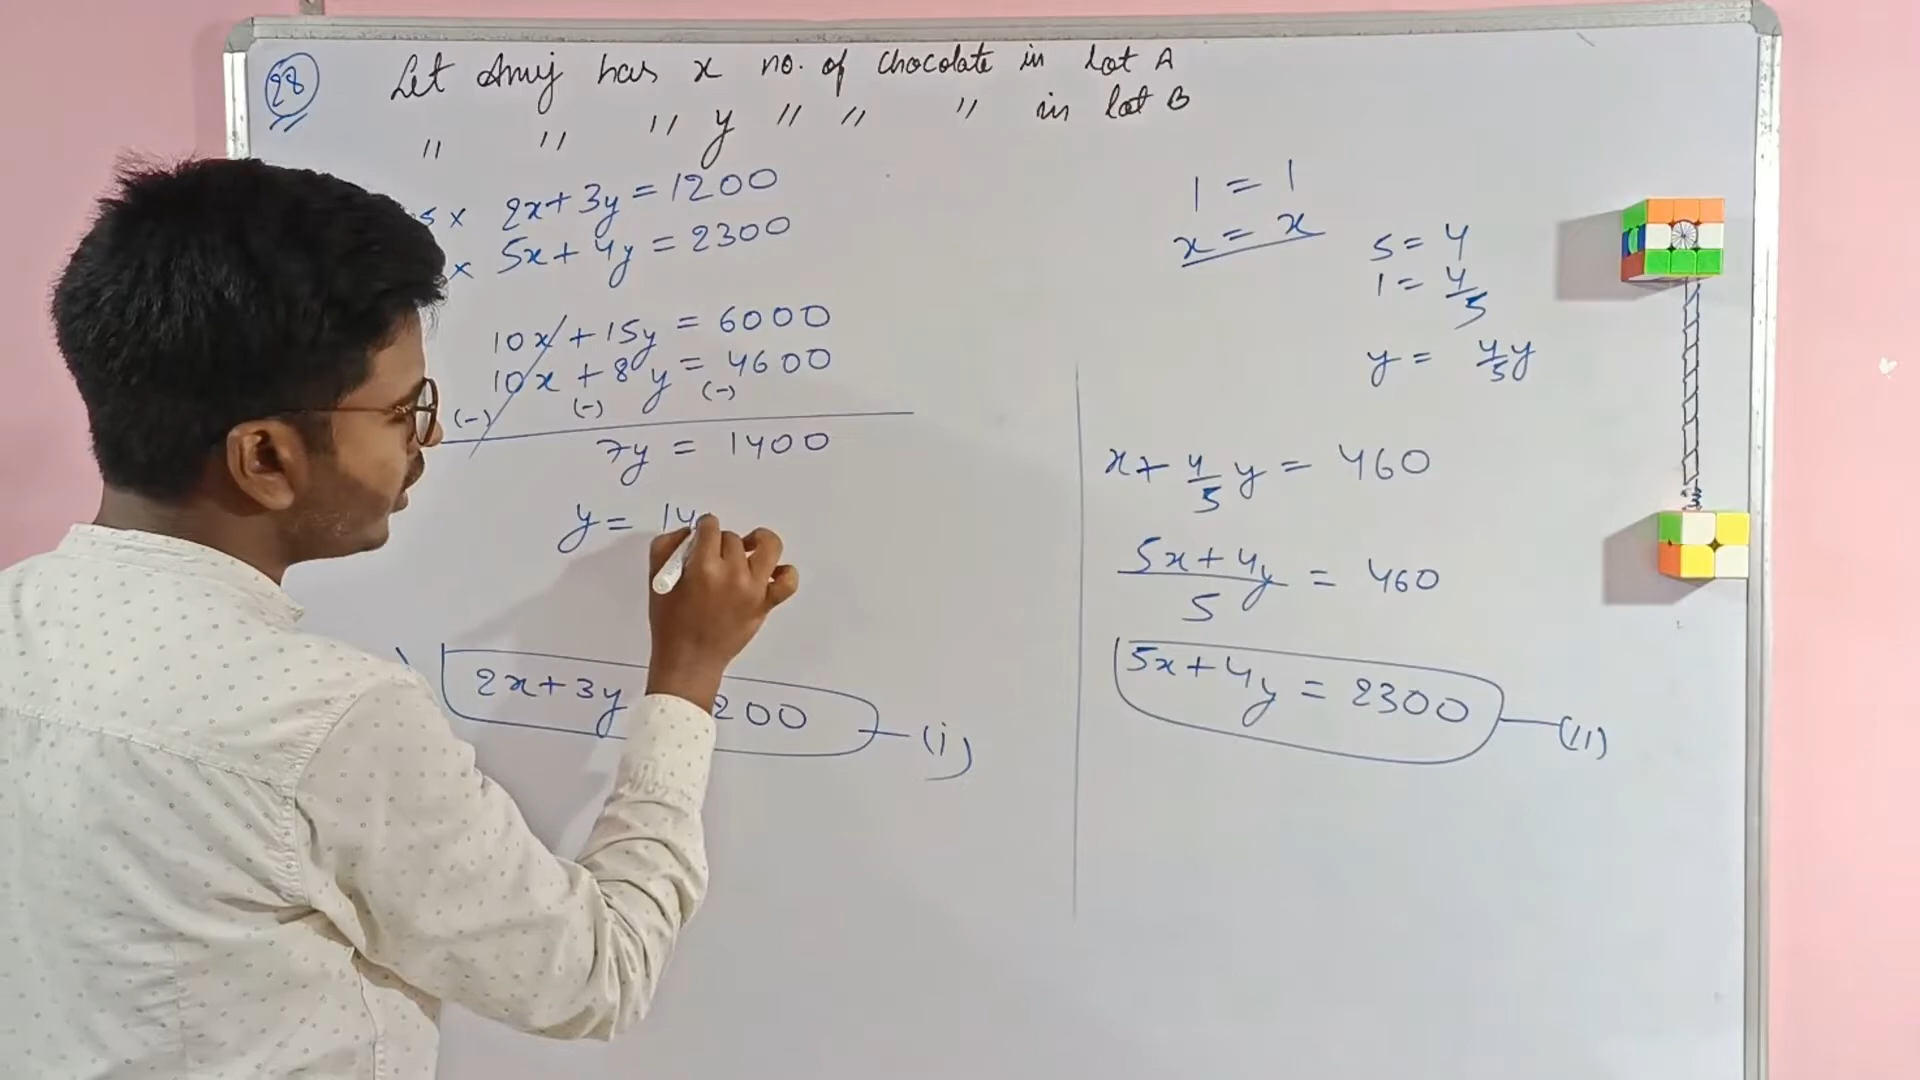 28
Let Anuj has x no. of chocolate in lot A
" " " y " " " in lot B
5 × 2x+3y = 1200
× 5x+4y = 2300
10x + 15y = 6000
10x + 8y = 4600
(-) (-) (-)
7y = 1400
y = 14
2x+3y 200 (i)
1 = 1
x = x
5 = 4
1 = 4/5
y = 4/5 y
x + 4/5 y = 460
5x+4y/5 = 460
5x+4y = 2300 (ii)